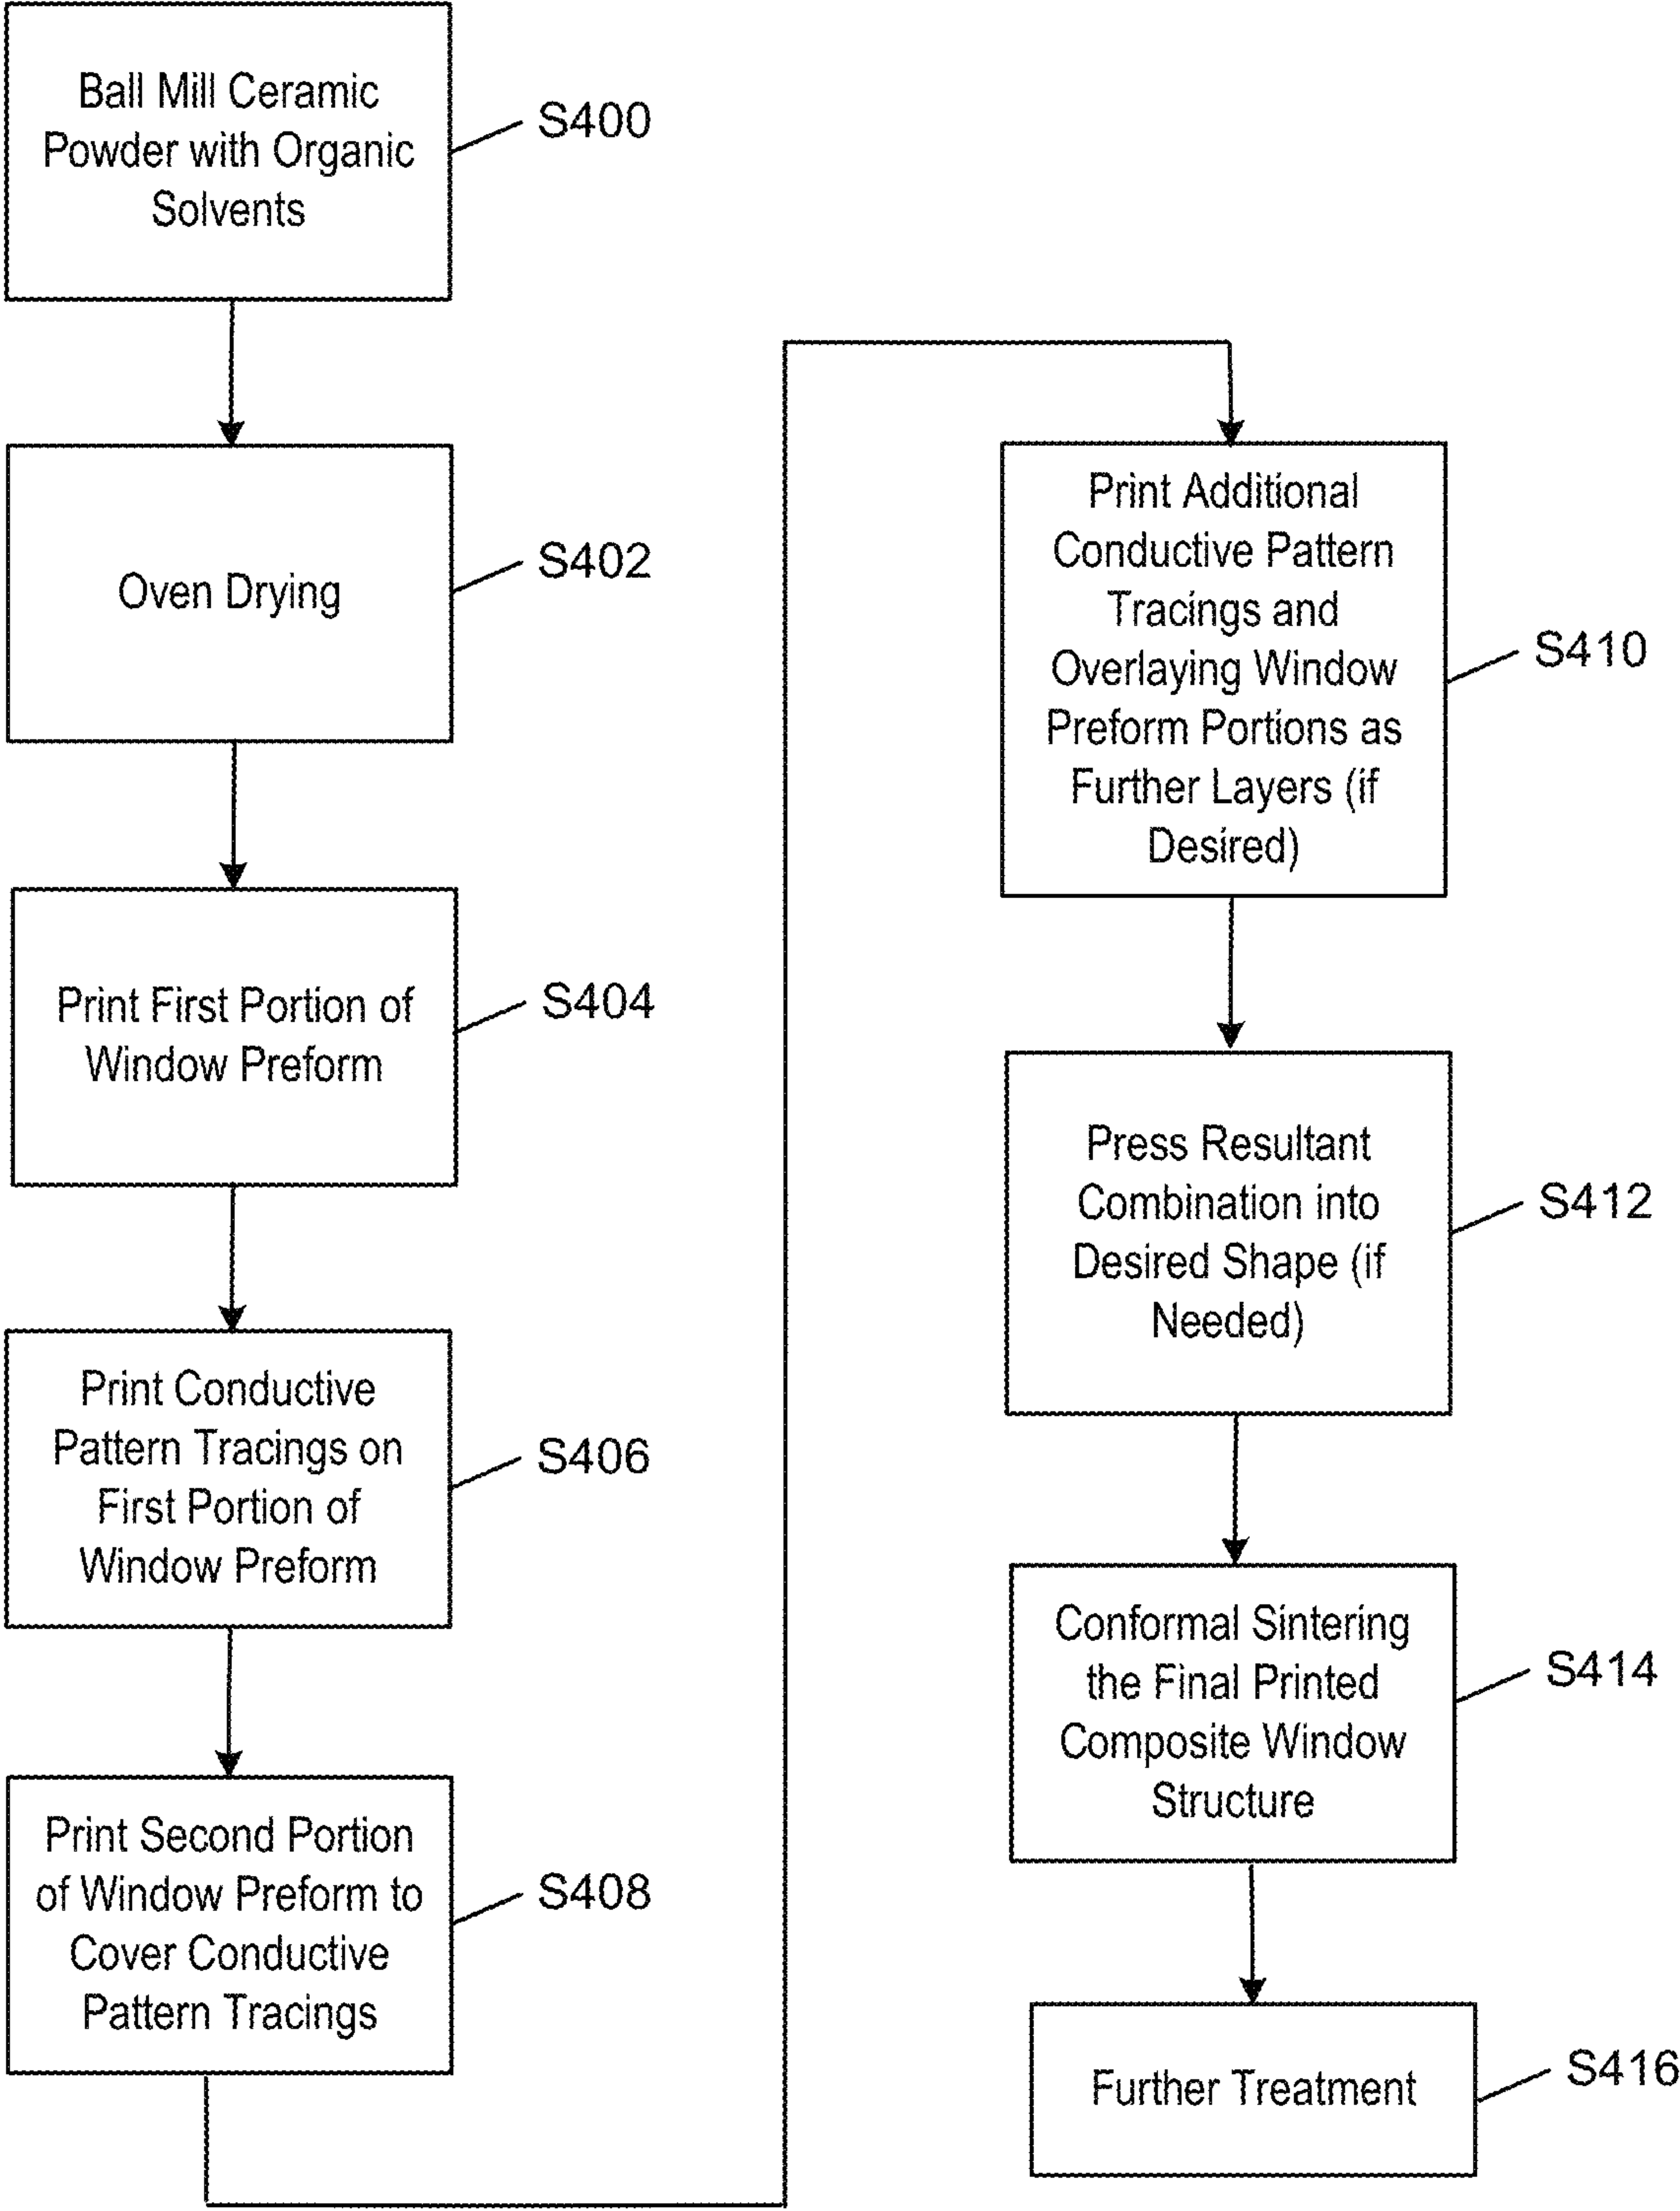 Ball Mill Ceramic
Powder with Organic
Solvents
S400
Oven Drying
S402
Print First Portion of
Window Preform
S404
Print Conductive
Pattern Tracings on
First Portion of
Window Preform
S406
Print Second Portion
of Window Preform to
Cover Conductive
Pattern Tracings
S408
Print Additional
Conductive Pattern
Tracings and
Overlaying Window
Preform Portions as
Further Layers (if
Desired)
S410
Press Resultant
Combination into
Desired Shape (if
Needed)
S412
Conformal Sintering
the Final Printed
Composite Window
Structure
S414
Further Treatment
S416